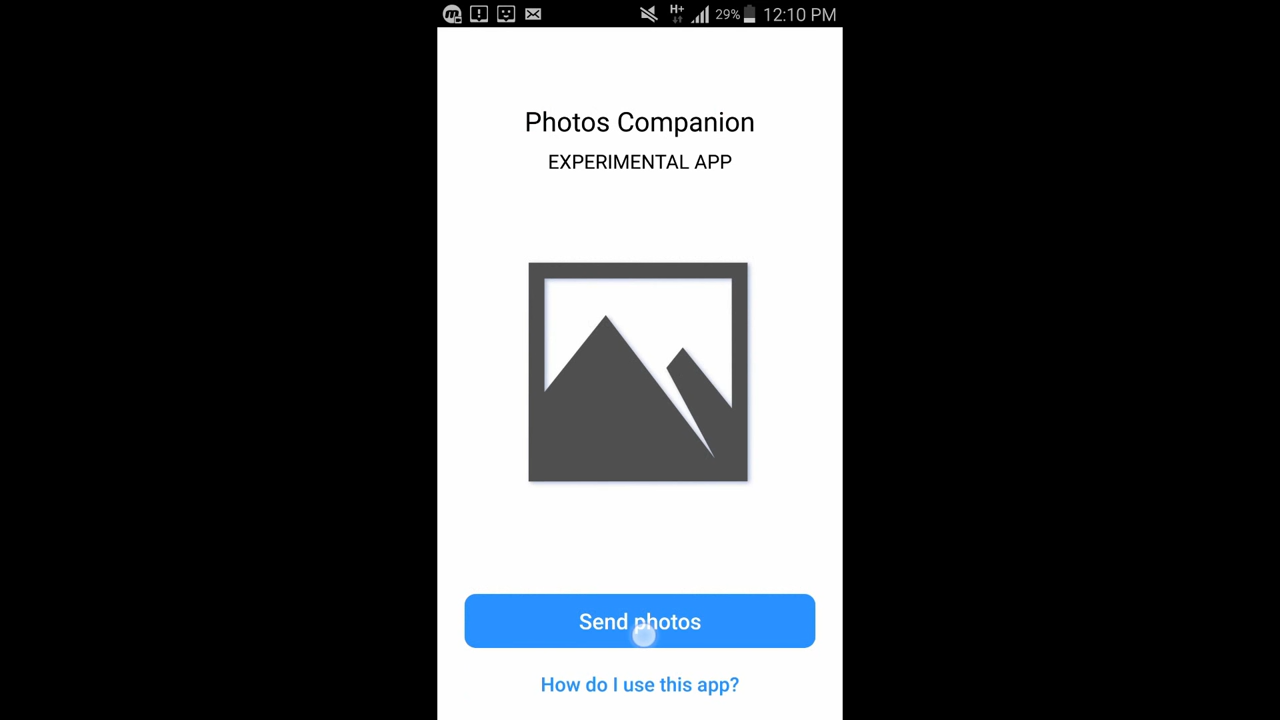 H+ 29% 12:10 PM
Photos Companion
EXPERIMENTAL APP
Send photos
How do I use this app?